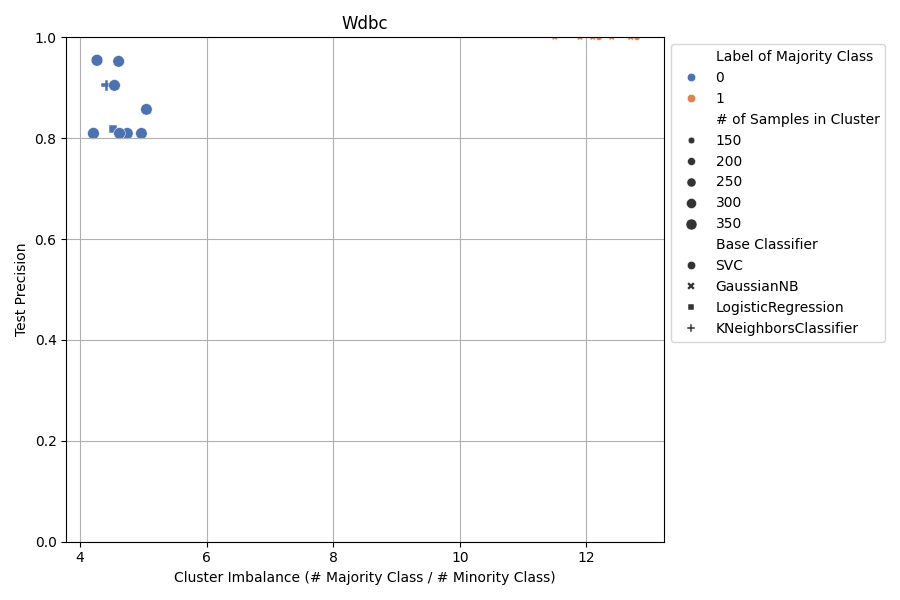 Wdbc
1.0
0.8
0.6
0.4
0.2
0.0
Test Precision
4
6
8
10
12
Cluster Imbalance (# Majority Class / # Minority Class)
Label of Majority Class
0
1
# of Samples in Cluster
150
200
250
300
350
Base Classifier
SVC
GaussianNB
LogisticRegression
KNeighborsClassifier